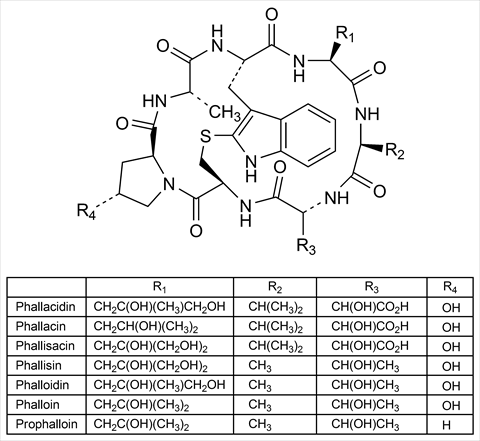 O
H
N
O
N
H
R₁
O
HN
CH₃
NH
O
S
R₂
N
H
O
N
R₄
O
N
H
O
R₃
NH
O
R₁ R₂ R₃ R₄
Phallacidin CH₂C(OH)(CH₃)CH₂OH CH(CH₃)₂ CH(OH)CO₂H OH
Phallacin CH₂CH(OH)(CH₃)₂ CH(CH₃)₂ CH(OH)CO₂H OH
Phallisacin CH₂C(OH)(CH₂OH)₂ CH(CH₃)₂ CH(OH)CO₂H OH
Phallisin CH₂C(OH)(CH₂OH)₂ CH₃ CH(OH)CH₃ OH
Phalloidin CH₂C(OH)(CH₃)CH₂OH CH₃ CH(OH)CH₃ OH
Phalloin CH₂C(OH)(CH₃)₂ CH₃ CH(OH)CH₃ OH
Prophalloin CH₂C(OH)(CH₃)₂ CH₃ CH(OH)CH₃ H